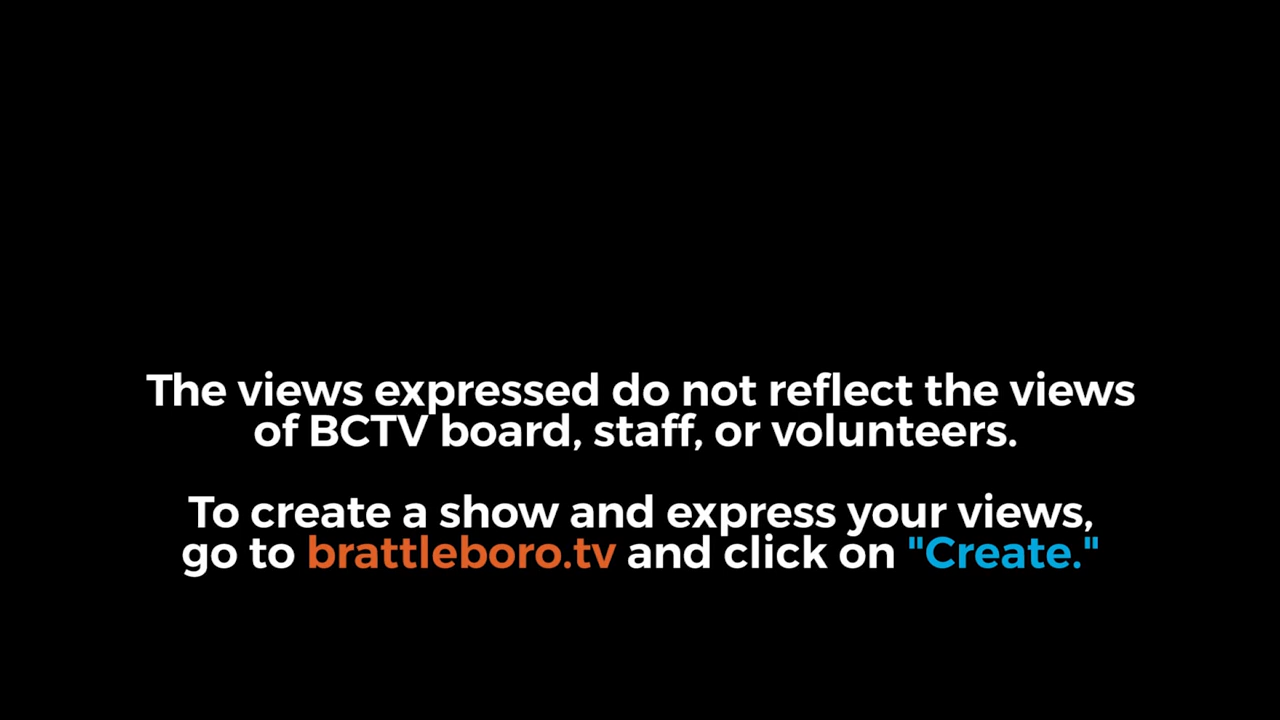 The views expressed do not reflect the views
of BCTV board, staff, or volunteers.
To create a show and express your views,
go to brattleboro.tv and click on "Create."